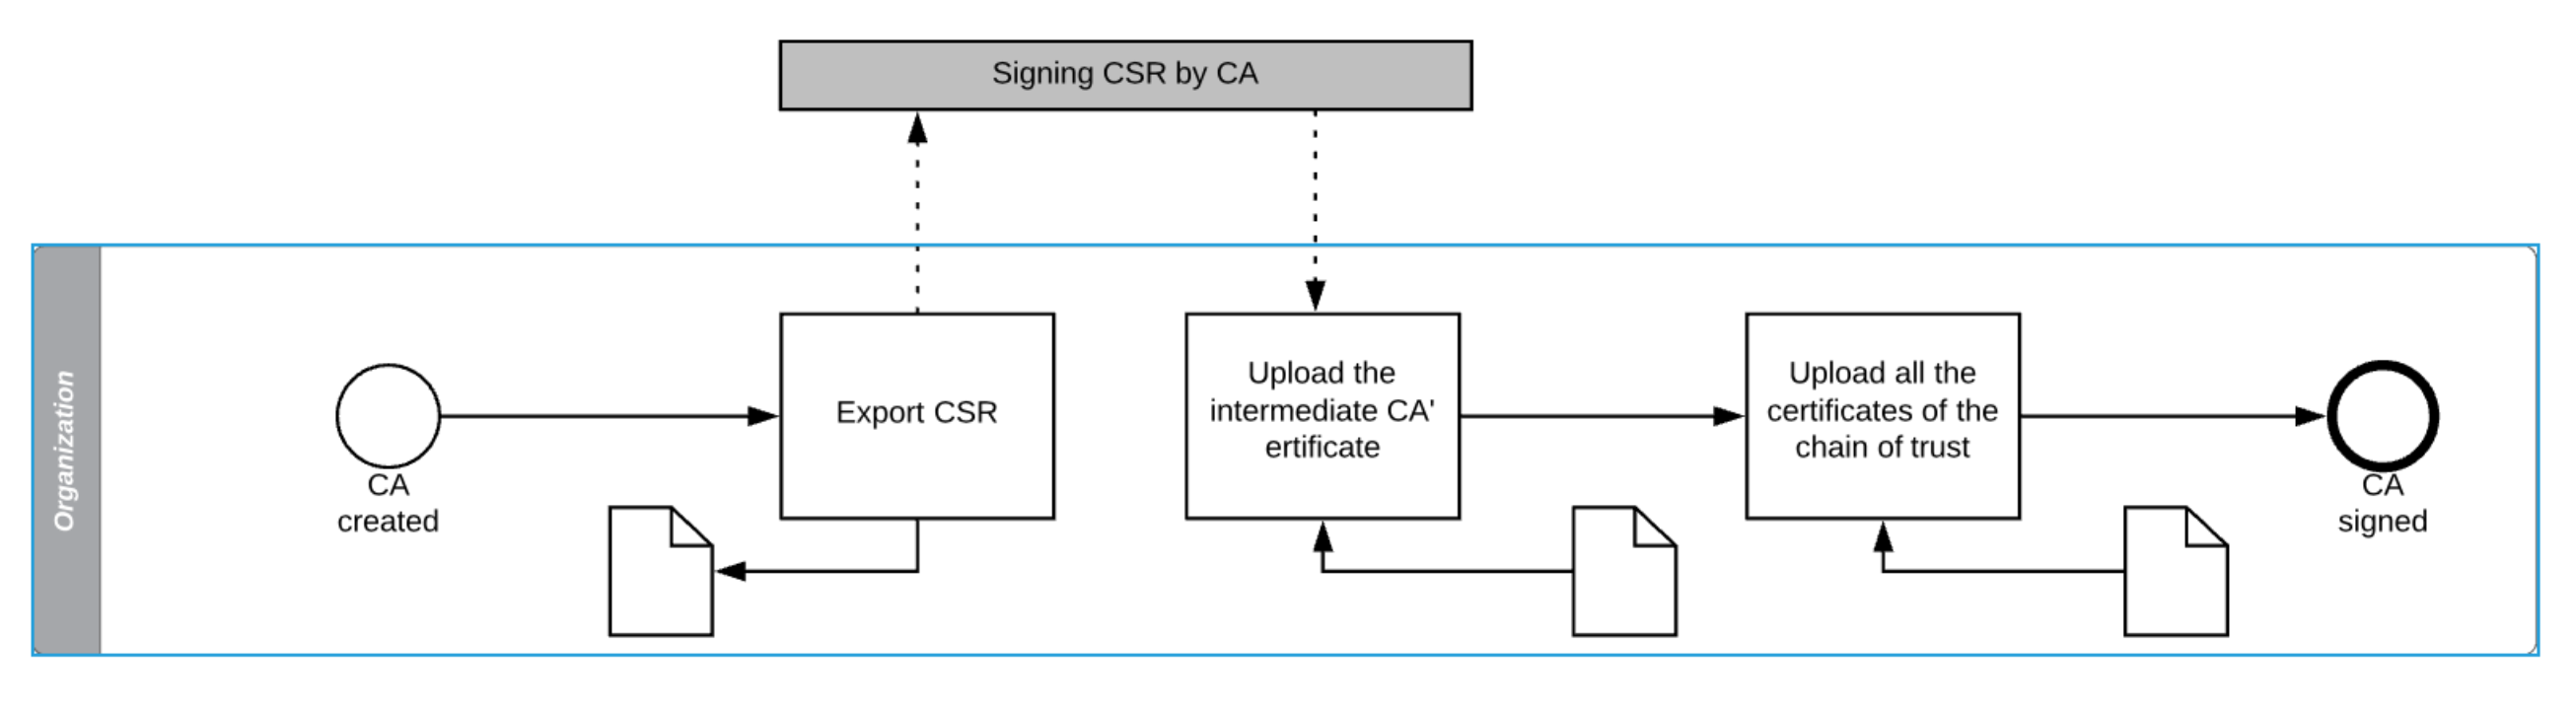 Signing CSR by CA
Organization
CA
created
Export CSR
Upload the
intermediate CA'
ertificate
Upload all the
certificates of the
chain of trust
CA
signed